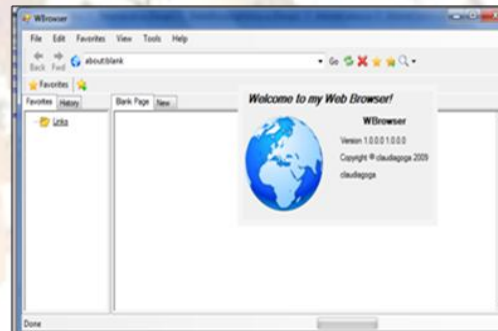 WBrowser
File Edit Favorites View Tools Help
Back Fwd about:blank Go
Favorites
Favorites History Blank Page New
Links
Welcome to my Web Browser!
WBrowser
Version 1.0.0.0 1.0.0.0
Copyright © claudiagoga 2009
claudiagoga
Done